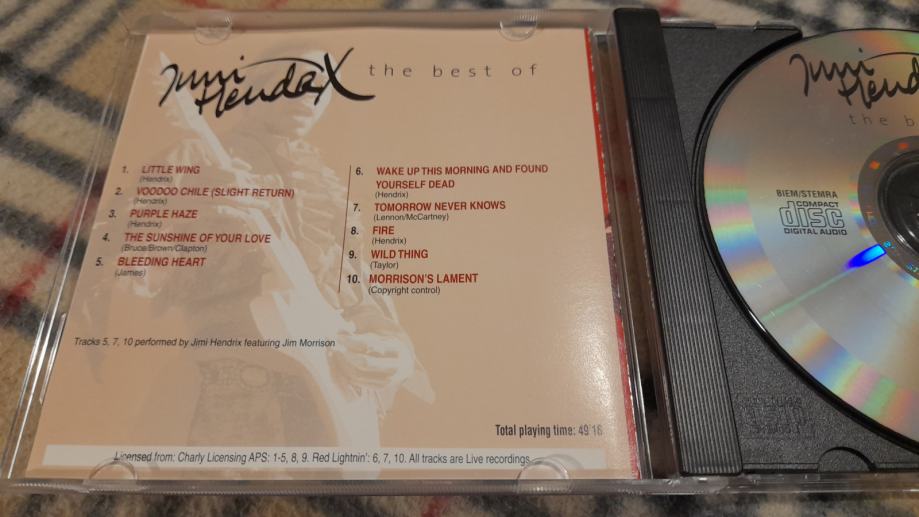 Jimi Hendrix the best of
1. LITTLE WING
(Hendrix)
2. VOODOO CHILE (SLIGHT RETURN)
(Hendrix)
3. PURPLE HAZE
(Hendrix)
4. THE SUNSHINE OF YOUR LOVE
(Bruce/Brown/Clapton)
5. BLEEDING HEART
(James)
6. WAKE UP THIS MORNING AND FOUND
YOURSELF DEAD
(Hendrix)
7. TOMORROW NEVER KNOWS
(Lennon/McCartney)
8. FIRE
(Hendrix)
9. WILD THING
(Taylor)
10. MORRISON'S LAMENT
(Copyright control)
Tracks 5, 7, 10 performed by Jimi Hendrix featuring Jim Morrison
Total playing time: 49'16
Licensed from: Charly Licensing APS: 1-5, 8, 9. Red Lightnin': 6, 7, 10. All tracks are Live recordings
Jimi
Hend
the b
BIEM/STEMRA
COMPACT
disc
DIGITAL AUDIO